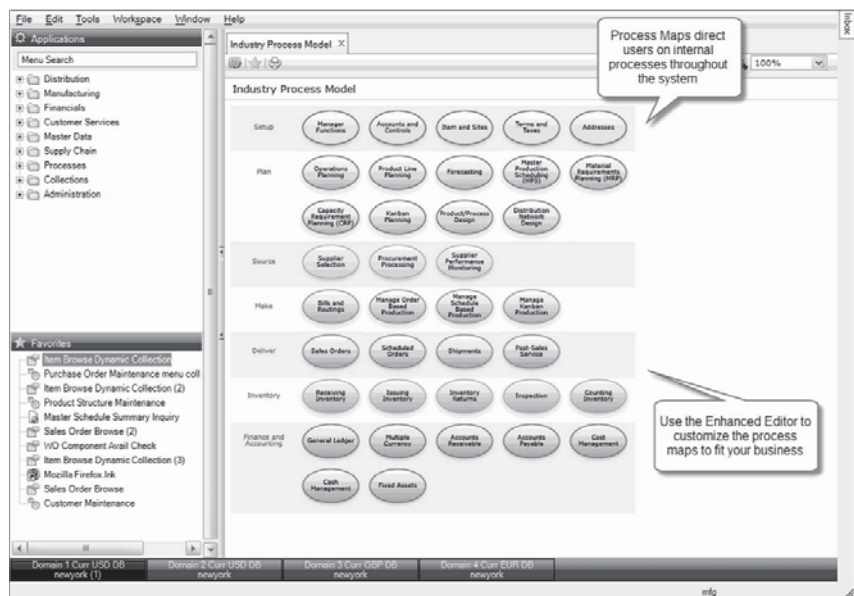 File Edit Tools Workspace Window Help
Inbox
Applications
Menu Search
Distribution
Manufacturing
Financials
Customer Services
Master Data
Supply Chain
Processes
Collections
Administration
Favorites
Item Browse Dynamic Collection
Purchase Order Maintenance menu coll
Item Browse Dynamic Collection (2)
Product Structure Maintenance
Master Schedule Summary Inquiry
Sales Order Browse (2)
WO Component Avail Check
Item Browse Dynamic Collection (3)
Mozilla Firefox.lnk
Sales Order Browse
Customer Maintenance
Industry Process Model X
100%
Process Maps direct
users on internal
processes throughout
the system
Industry Process Model
Setup
Manager
Functions
Accounts and
Controls
Item and Sites
Terms and
Taxes
Addresses
Plan
Operations
Planning
Product Line
Planning
Forecasting
Master
Production
Scheduling
(MPS)
Material
Requirements
Planning (MRP)
Capacity
Requirement
Planning (CRP)
Kanban
Planning
Product/Process
Design
Distribution
Network
Design
Source
Supplier
Selection
Procurement
Processing
Supplier
Performance
Monitoring
Make
Bills and
Routings
Manage Order
Based
Production
Manage
Schedule
Based
Production
Manage
Kanban
Production
Deliver
Sales Orders
Scheduled
Orders
Shipments
Post-Sales
Service
Inventory
Receiving
Inventory
Issuing
Inventory
Inventory
Returns
Inspection
Counting
Inventory
Finance and
Accounting
General Ledger
Multiple
Currency
Accounts
Receivable
Accounts
Payable
Cost
Management
Cash
Management
Fixed Assets
Use the Enhanced Editor to
customize the process
maps to fit your business
Domain 1 Curr USD DB
newyork (1)
Domain 2 Curr USD DB
newyork
Domain 3 Curr GBP DB
newyork
Domain 4 Curr EUR DB
newyork
mfg